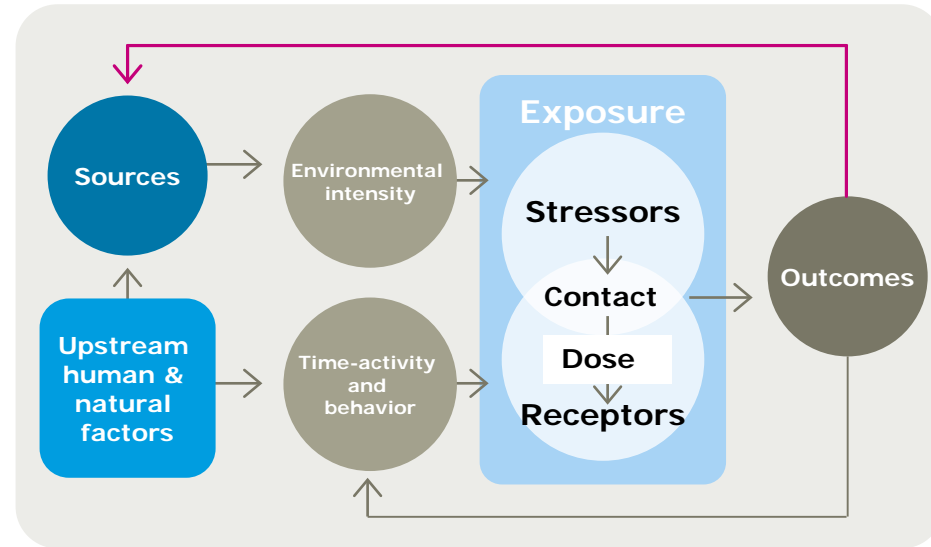 Exposure
Sources
Environmental
intensity
Stressors
Contact
Outcomes
Upstream
human &
natural
factors
Time-activity
and
behavior
Dose
Receptors